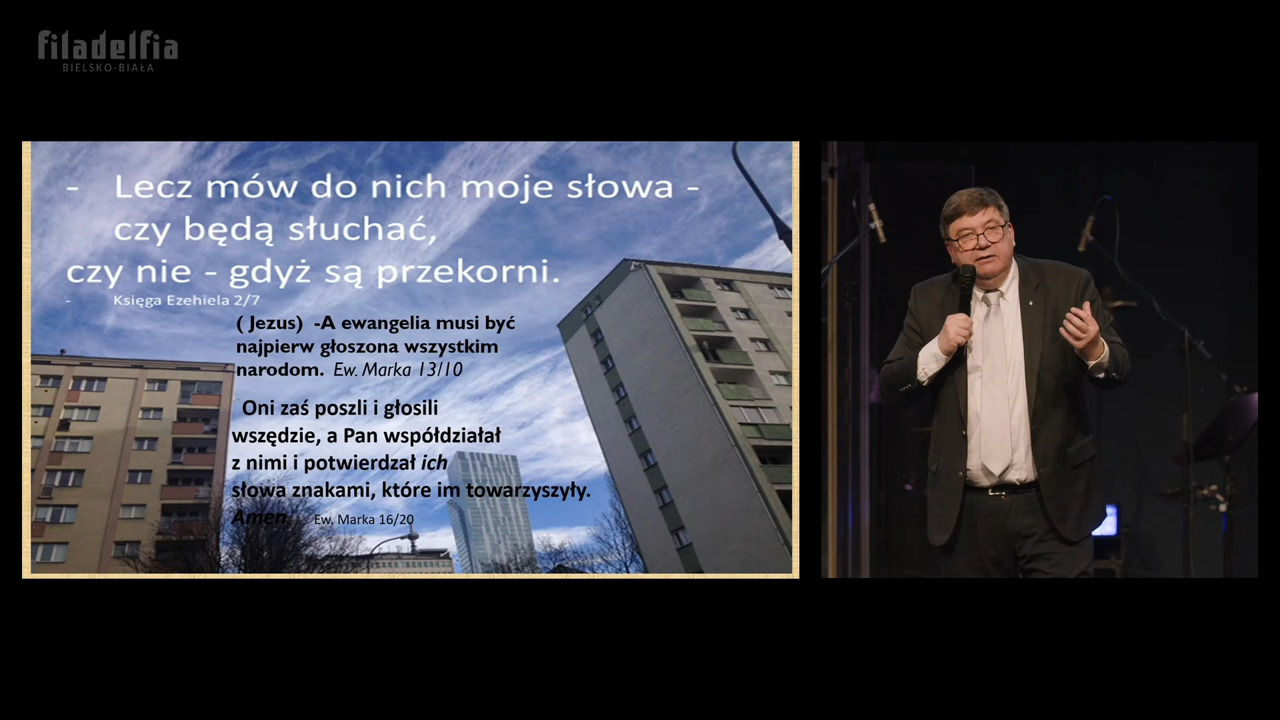 filadelfia
BIELSKO-BIAŁA
- Lecz mów do nich moje słowa -
czy będą słuchać,
czy nie - gdyż są przekorni.
- Księga Ezehiela 2/7
( Jezus) -A ewangelia musi być
najpierw głoszona wszystkim
narodom. Ew. Marka 13/10
Oni zaś poszli i głosili
wszędzie, a Pan współdziałał
z nimi i potwierdzał ich
słowa znakami, które im towarzyszyły.
Amen Ew. Marka 16/20